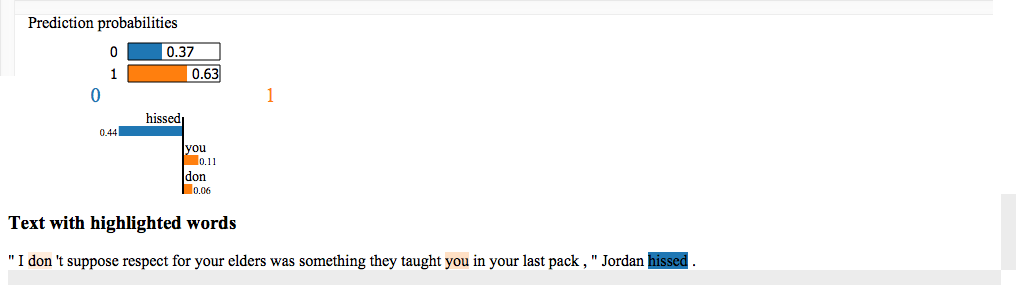 Prediction probabilities
0 0.37
1 0.63
0 1
hissed
0.44
you
0.11
don
0.06
Text with highlighted words
" I don 't suppose respect for your elders was something they taught you in your last pack , " Jordan hissed .